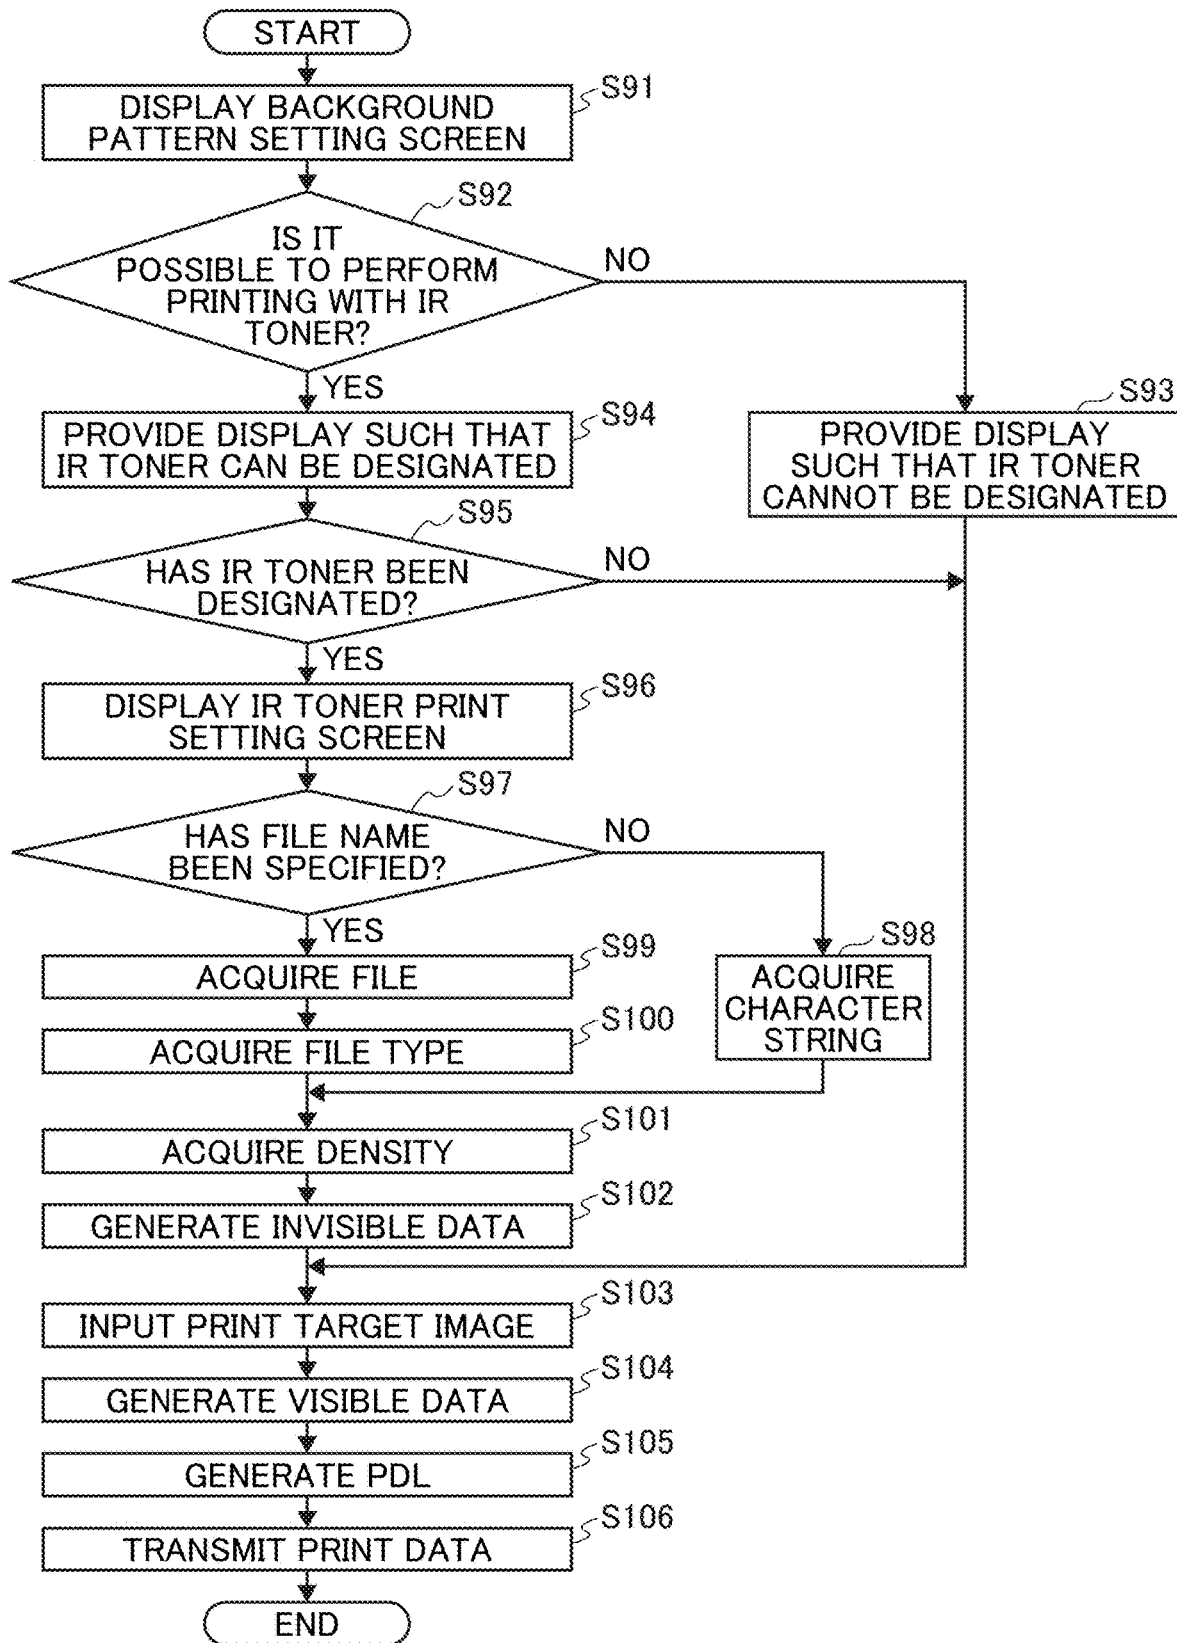 START
S91
DISPLAY BACKGROUND
PATTERN SETTING SCREEN
S92
IS IT
POSSIBLE TO PERFORM
PRINTING WITH IR
TONER?
NO
YES
S93
PROVIDE DISPLAY
SUCH THAT IR TONER
CANNOT BE DESIGNATED
S94
PROVIDE DISPLAY SUCH THAT
IR TONER CAN BE DESIGNATED
S95
HAS IR TONER BEEN
DESIGNATED?
NO
YES
S96
DISPLAY IR TONER PRINT
SETTING SCREEN
S97
HAS FILE NAME
BEEN SPECIFIED?
NO
YES
S98
ACQUIRE
CHARACTER
STRING
S99
ACQUIRE FILE
S100
ACQUIRE FILE TYPE
S101
ACQUIRE DENSITY
S102
GENERATE INVISIBLE DATA
S103
INPUT PRINT TARGET IMAGE
S104
GENERATE VISIBLE DATA
S105
GENERATE PDL
S106
TRANSMIT PRINT DATA
END